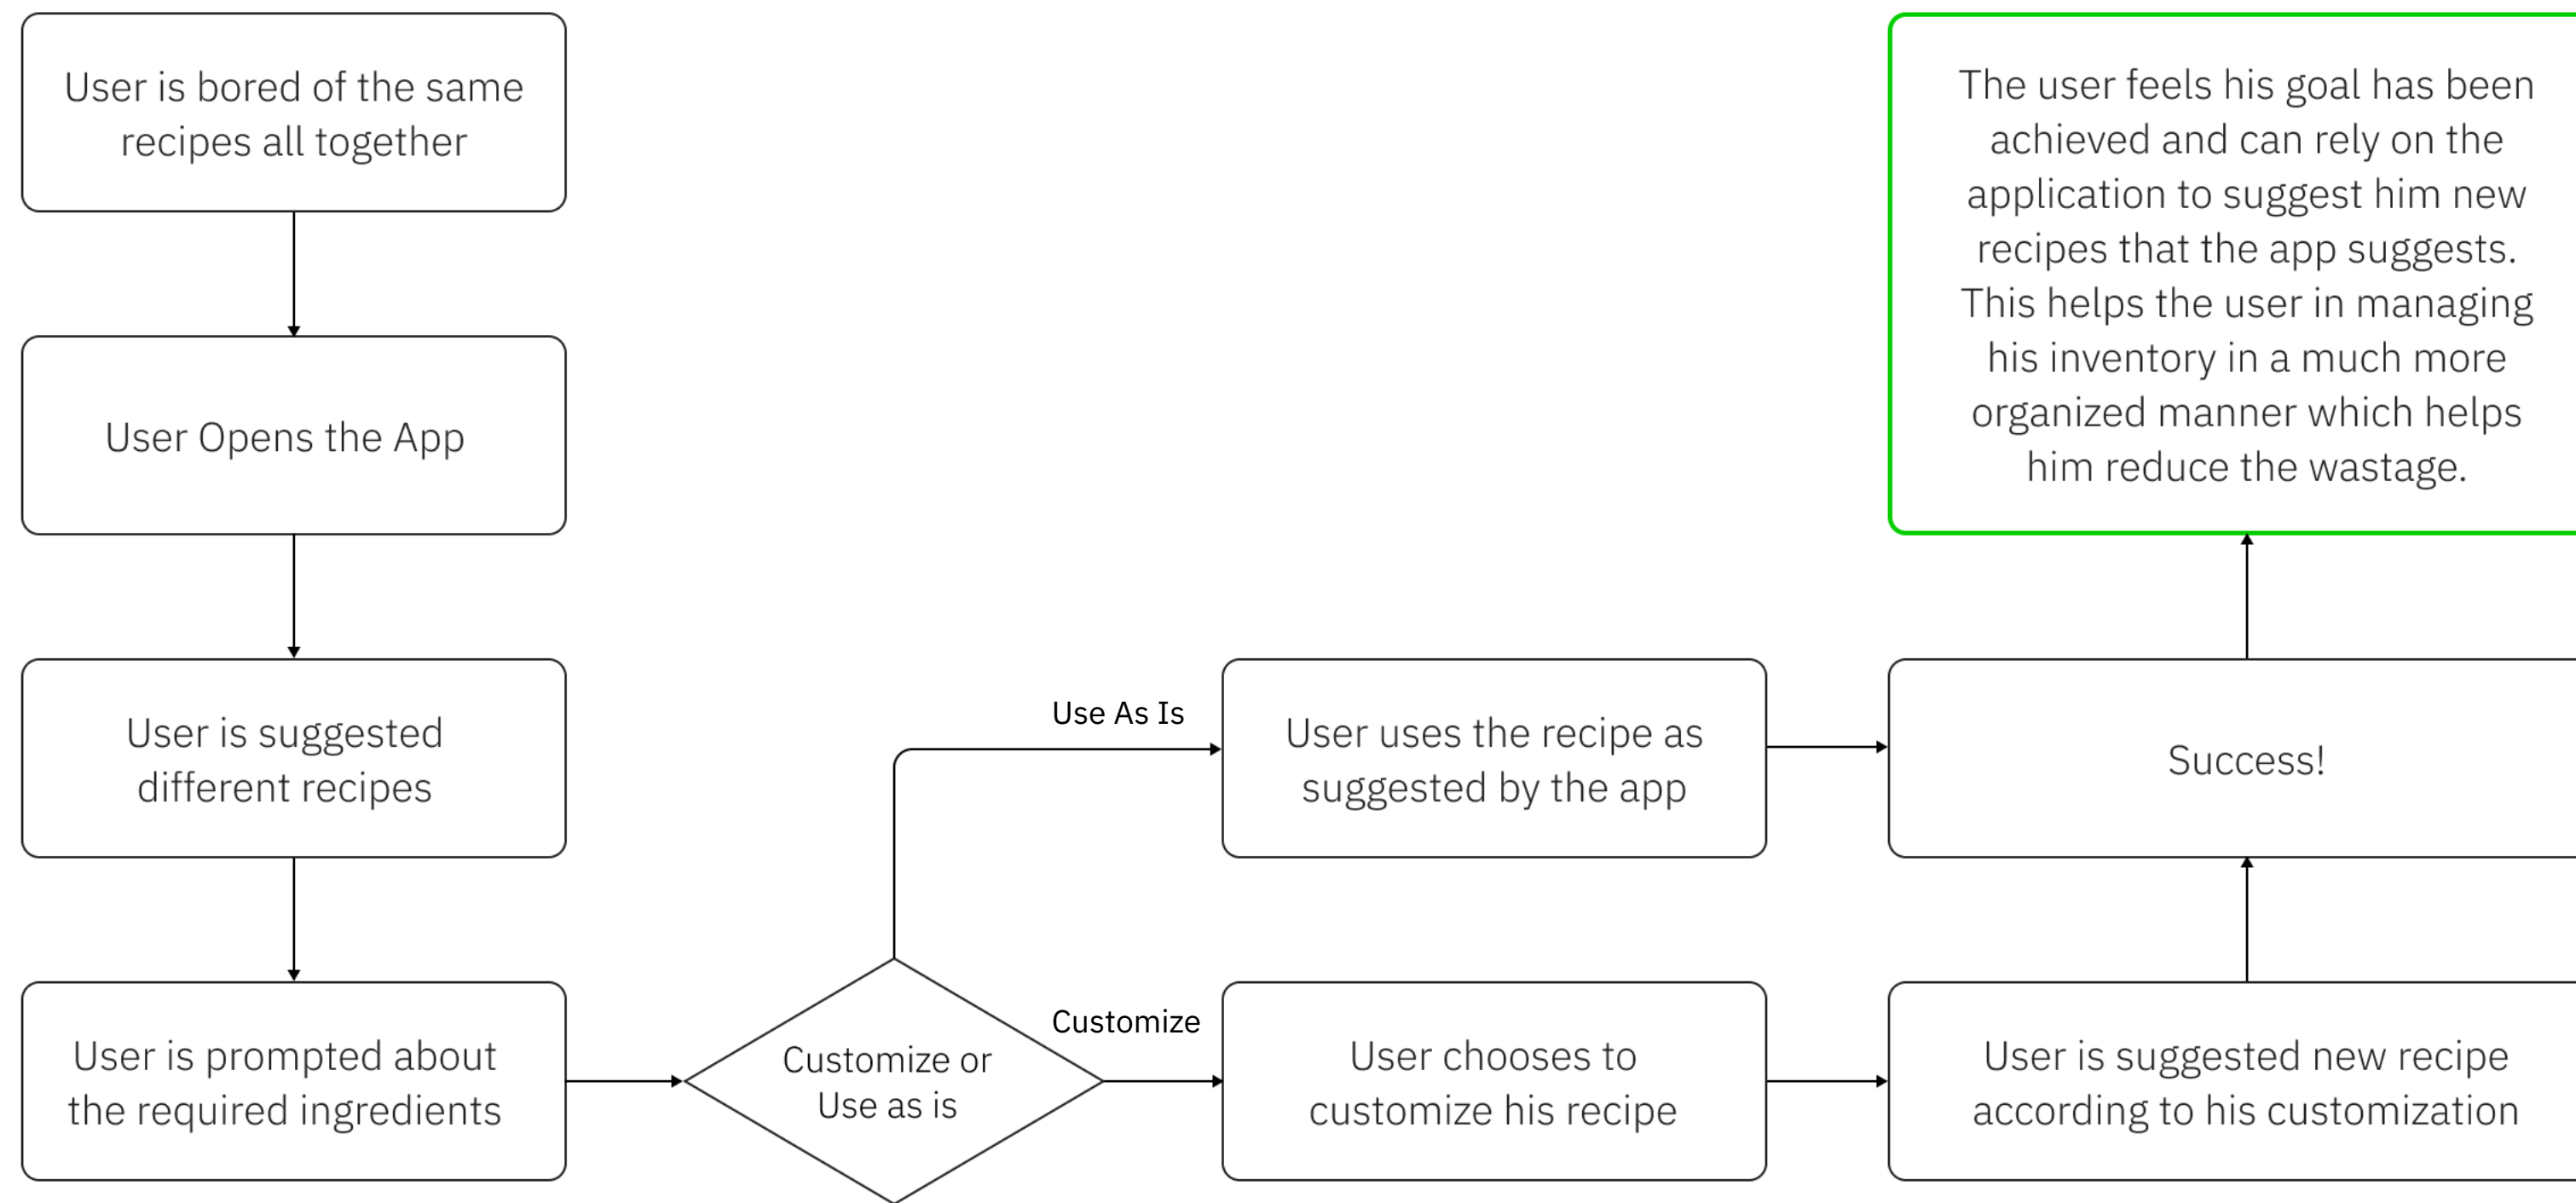 User is bored of the same
recipes all together
User Opens the App
User is suggested
different recipes
User is prompted about
the required ingredients
Customize or
Use as is
Use As Is
User uses the recipe as
suggested by the app
Customize
User chooses to
customize his recipe
User is suggested new recipe
according to his customization
Success!
The user feels his goal has been
achieved and can rely on the
application to suggest him new
recipes that the app suggests.
This helps the user in managing
his inventory in a much more
organized manner which helps
him reduce the wastage.